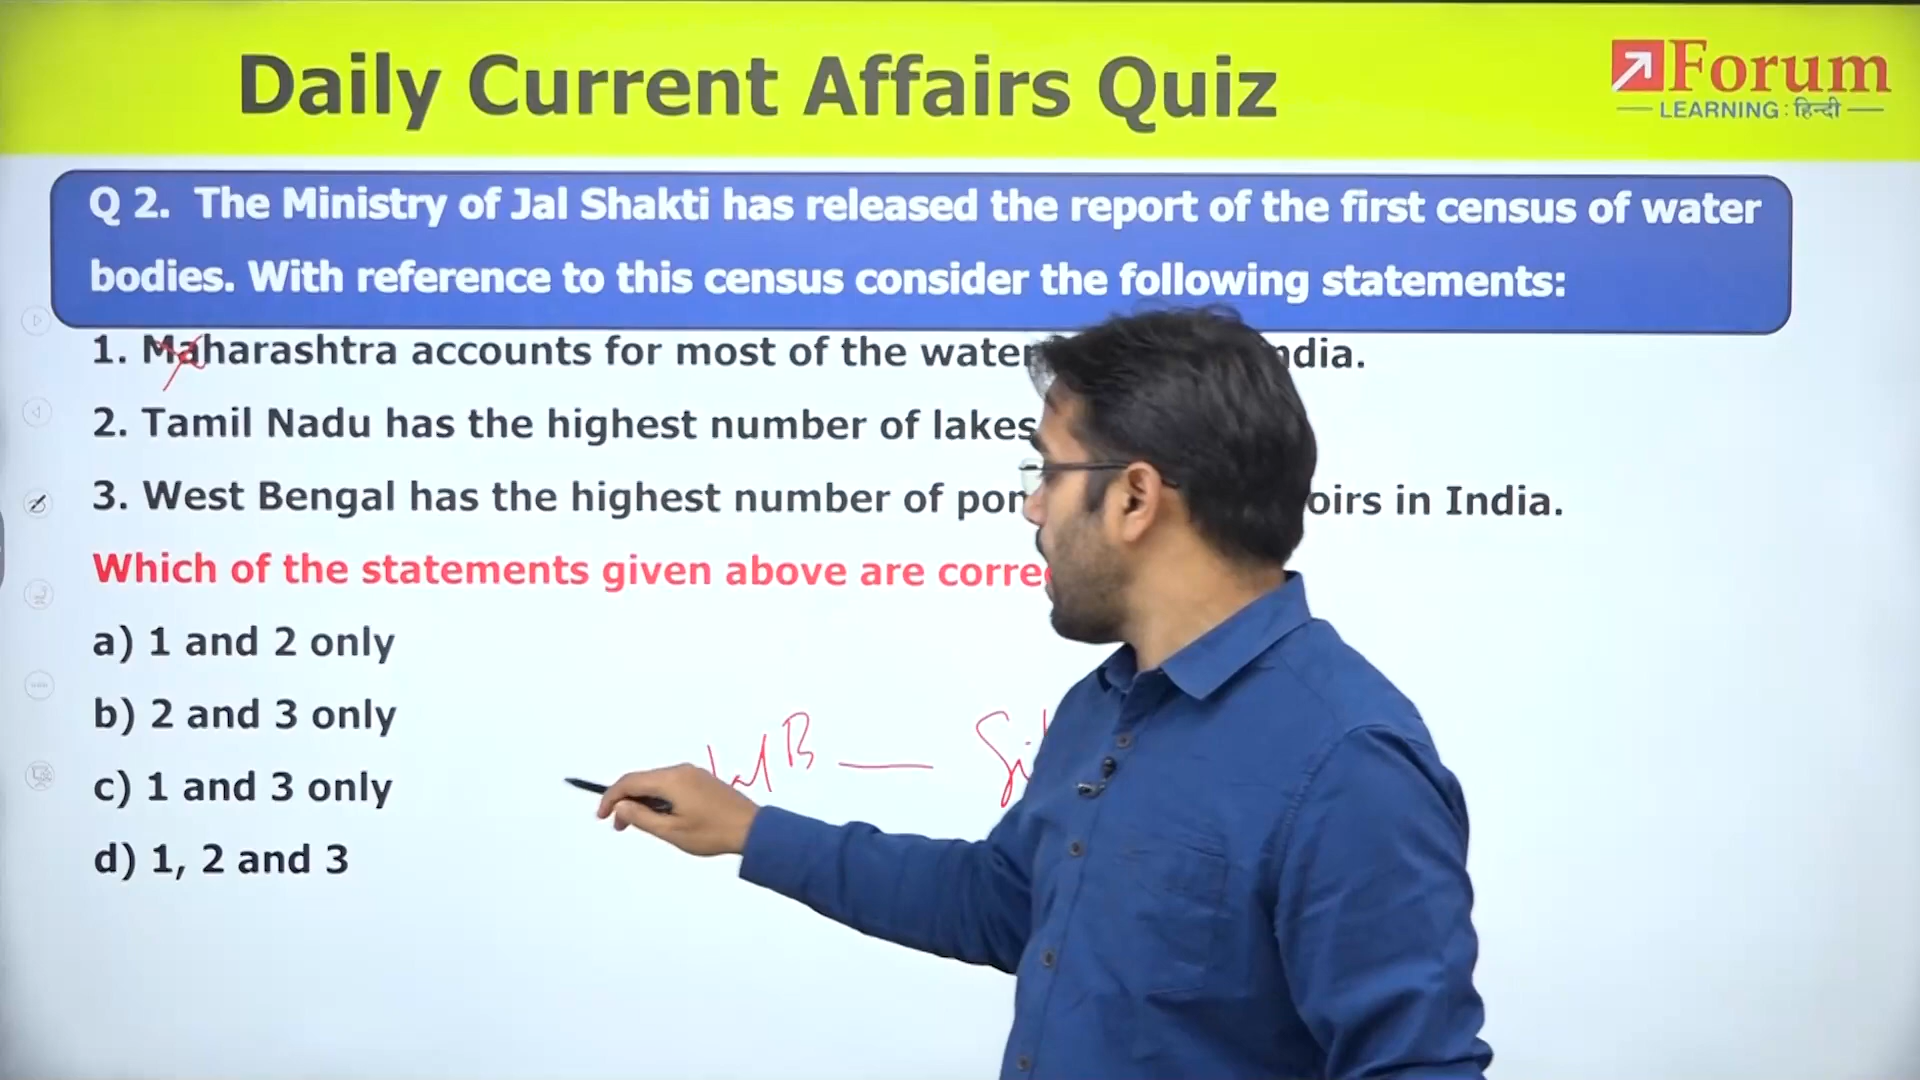 Daily Current Affairs Quiz
Forum
LEARNING : हिन्दी
Q 2. The Ministry of Jal Shakti has released the report of the first census of water
bodies. With reference to this census consider the following statements:
1. Maharashtra accounts for most of the water
2. Tamil Nadu has the highest number of lakes
3. West Bengal has the highest number of in India.
Which of the statements given above are
a) 1 and 2 only
b) 2 and 3 only
c) 1 and 3 only
d) 1, 2 and 3
B —